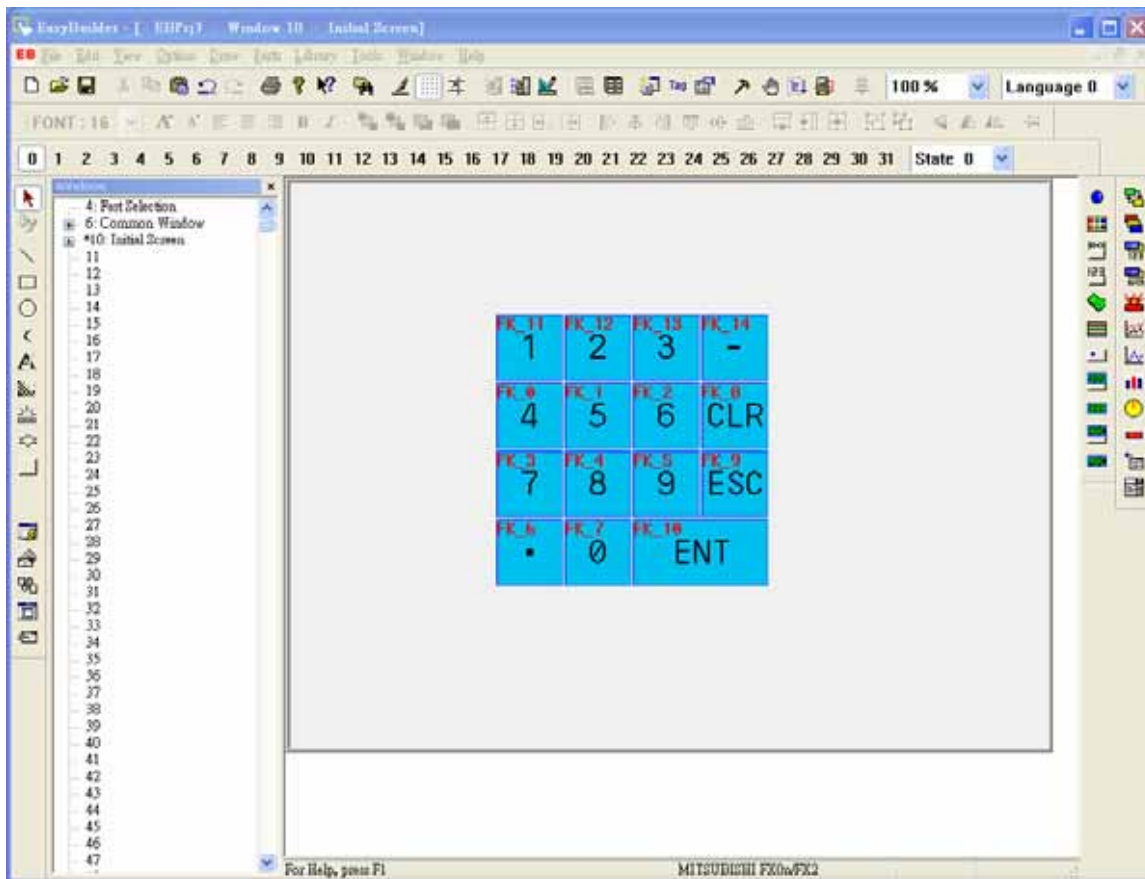 EasyBuilder - [ EHPrj3 - Window 10 - Initial Screen]
EB File Edit View Option Draw Parts Library Tools Window Help
100 % Language 0
FONT : 16 A A B I
0 1 2 3 4 5 6 7 8 9 10 11 12 13 14 15 16 17 18 19 20 21 22 23 24 25 26 27 28 29 30 31 State 0
Windows
4: Fast Selection
6: Common Window
*10: Initial Screen
11
12
13
14
15
16
17
18
19
20
21
22
23
24
25
26
27
28
29
30
31
32
33
34
35
36
37
38
39
40
41
42
43
44
45
46
47
FK_11 FK_12 FK_13 FK_14
1 2 3 -
FK_0 FK_1 FK_2 FK_8
4 5 6 CLR
FK_3 FK_4 FK_5 FK_9
7 8 9 ESC
FK_6 FK_7 FK_10
. 0 ENT
For Help, press F1
MITSUBISHI FX0n/FX2